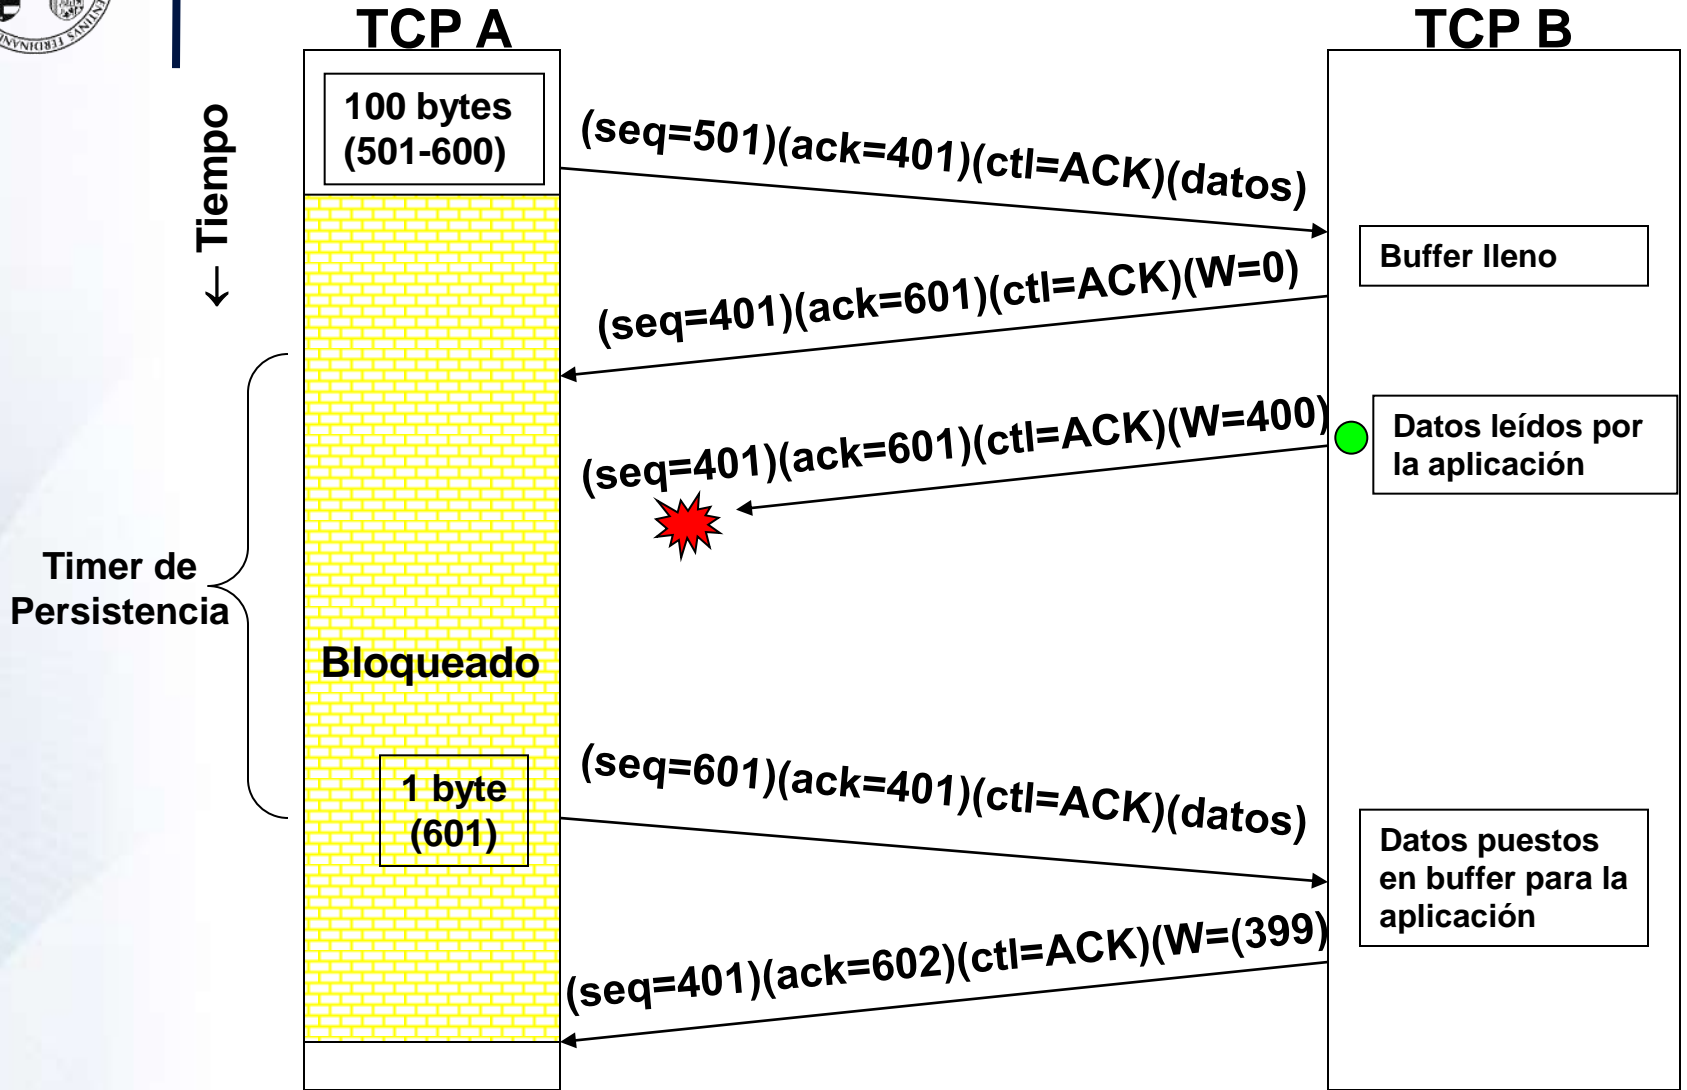 TCP A
TCP B
100 bytes
(501-600)
← Tiempo
(seq=501)(ack=401)(ctl=ACK)(datos)
Buffer lleno
(seq=401)(ack=601)(ctl=ACK)(W=0)
(seq=401)(ack=601)(ctl=ACK)(W=400)
Datos leídos por
la aplicación
Timer de
Persistencia
Bloqueado
1 byte
(601)
(seq=601)(ack=401)(ctl=ACK)(datos)
Datos puestos
en buffer para la
aplicación
(seq=401)(ack=602)(ctl=ACK)(W=(399)